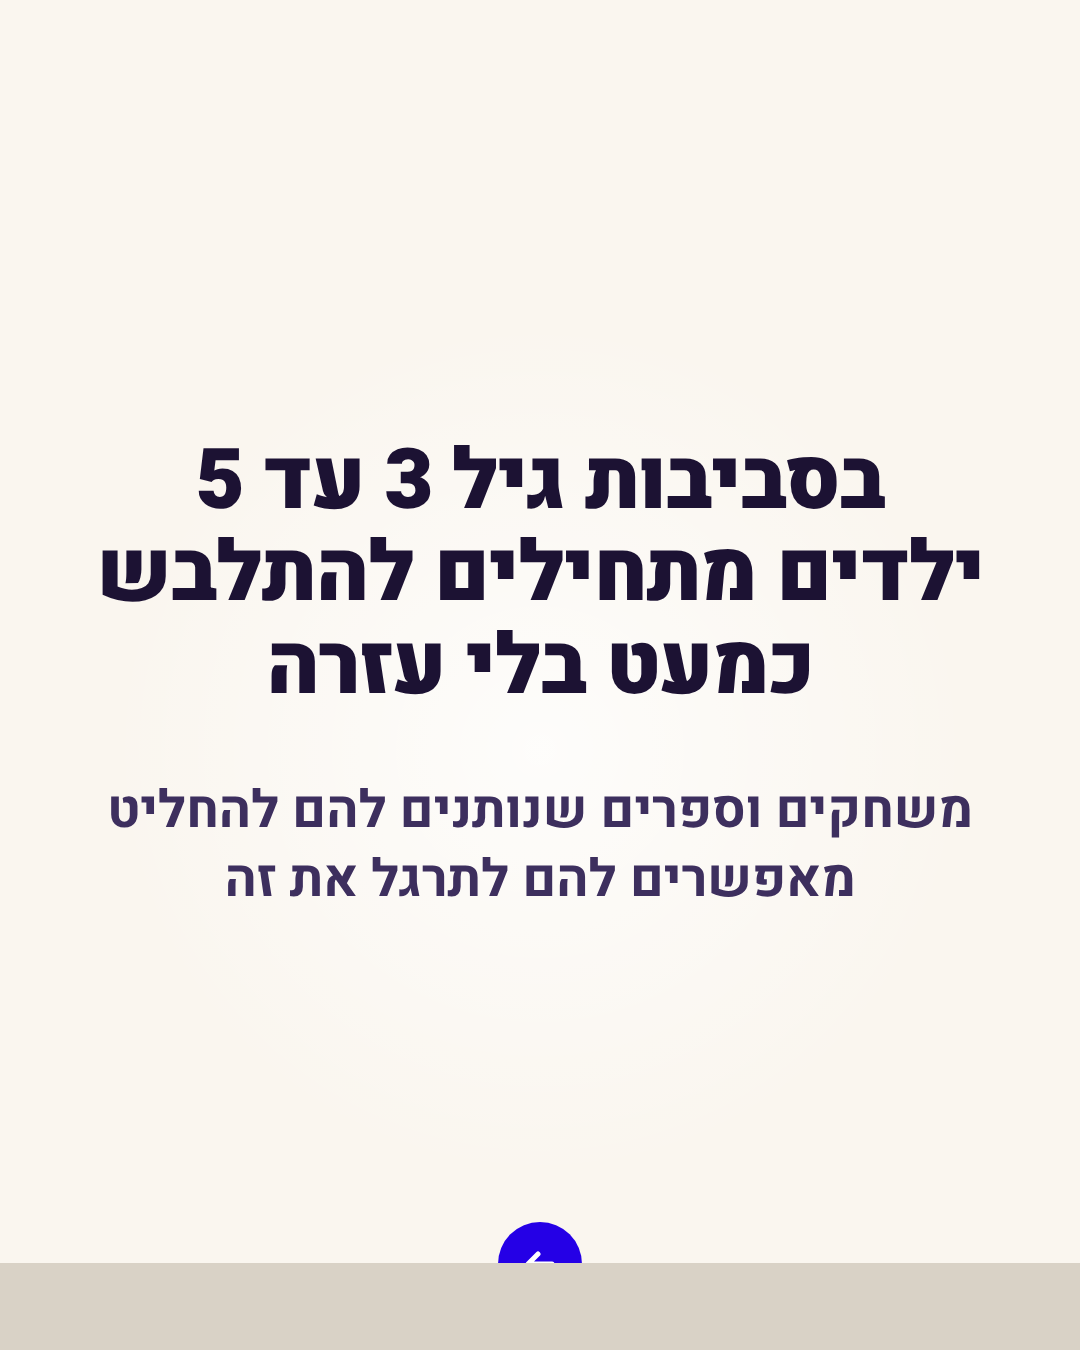 בסביבות גיל 3 עד 5
ילדים מתחילים להתלבש
כמעט בלי עזרה
משחקים וספרים שנותנים להם להחליט
מאפשרים להם לתרגל את זה